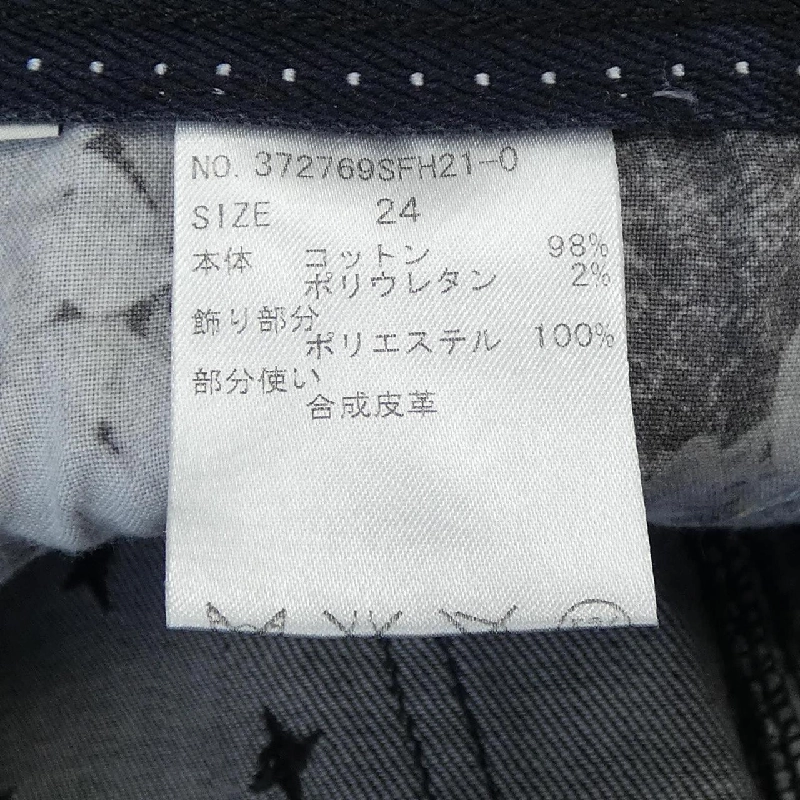 NO. 372769SFH21-0
SIZE 24
本体 コットン 98%
ポリウレタン 2%
飾り部分
ポリエステル 100%
部分使い
合成皮革